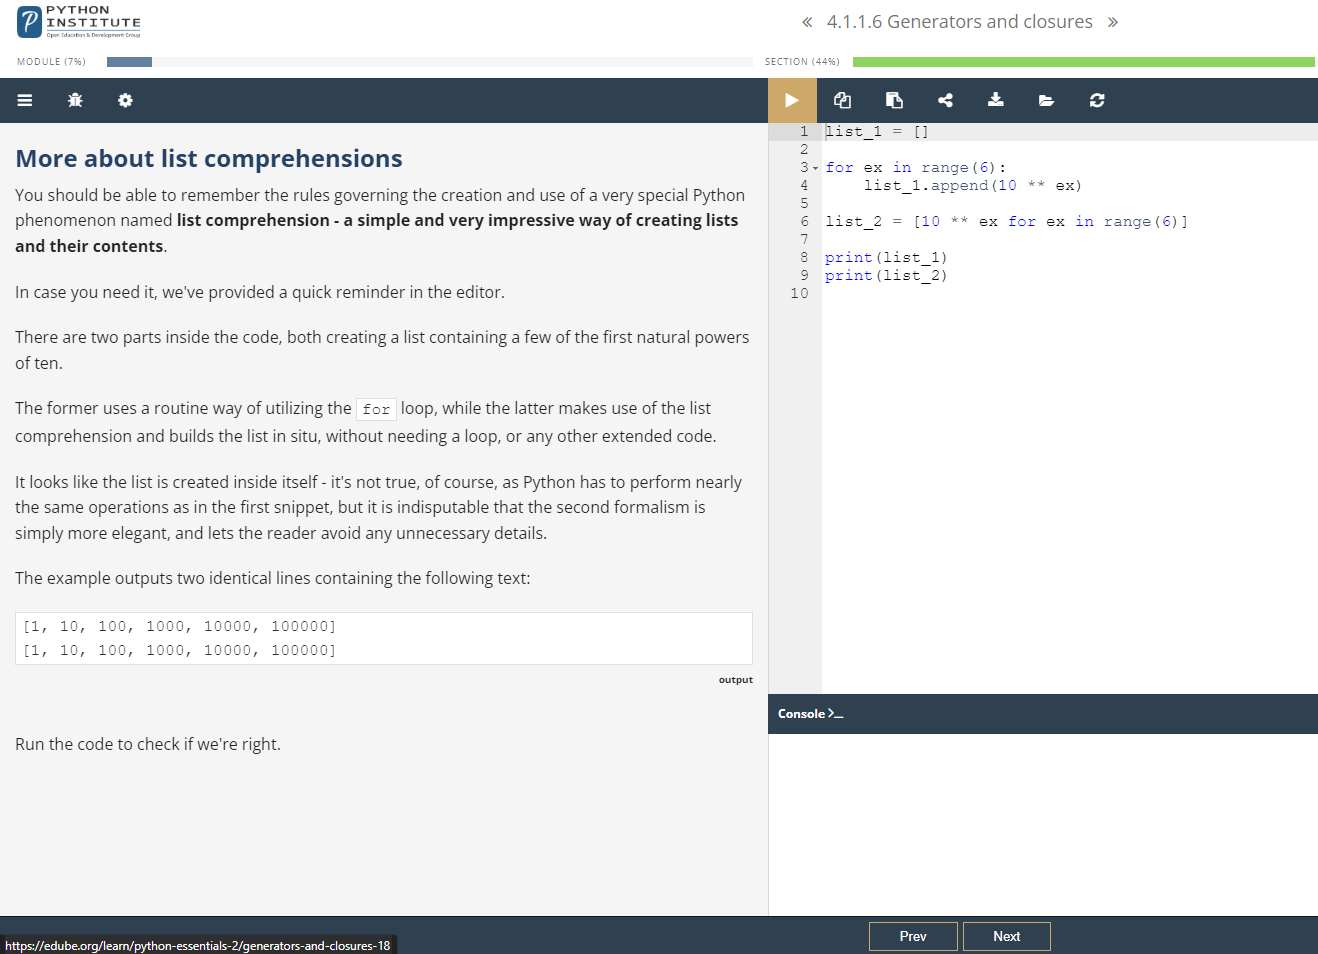 PYTHON
INSTITUTE
Open Education & Development Group
« 4.1.1.6 Generators and closures »
MODULE (7%)
SECTION (44%)
More about list comprehensions
You should be able to remember the rules governing the creation and use of a very special Python
phenomenon named list comprehension - a simple and very impressive way of creating lists
and their contents.
In case you need it, we've provided a quick reminder in the editor.
There are two parts inside the code, both creating a list containing a few of the first natural powers
of ten.
The former uses a routine way of utilizing the for loop, while the latter makes use of the list
comprehension and builds the list in situ, without needing a loop, or any other extended code.
It looks like the list is created inside itself - it's not true, of course, as Python has to perform nearly
the same operations as in the first snippet, but it is indisputable that the second formalism is
simply more elegant, and lets the reader avoid any unnecessary details.
The example outputs two identical lines containing the following text:
[1, 10, 100, 1000, 10000, 100000]
[1, 10, 100, 1000, 10000, 100000]
output
Run the code to check if we're right.
1 list_1 = []
2
3 for ex in range(6):
4     list_1.append(10 ** ex)
5
6 list_2 = [10 ** ex for ex in range(6)]
7
8 print(list_1)
9 print(list_2)
10
Console >_
Prev
Next
https://edube.org/learn/python-essentials-2/generators-and-closures-18